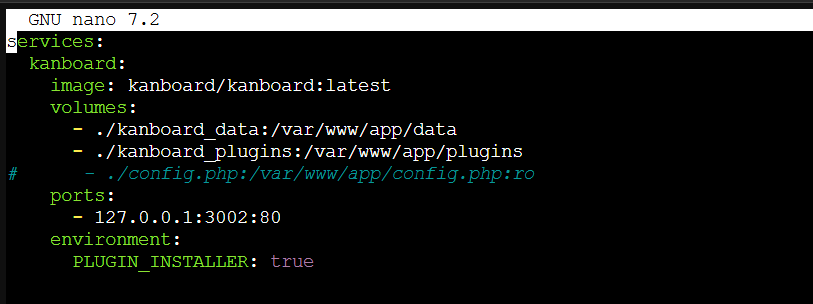 GNU nano 7.2
services:
  kanboard:
    image: kanboard/kanboard:latest
    volumes:
      - ./kanboard_data:/var/www/app/data
      - ./kanboard_plugins:/var/www/app/plugins
#      - ./config.php:/var/www/app/config.php:ro
    ports:
      - 127.0.0.1:3002:80
    environment:
      PLUGIN_INSTALLER: true